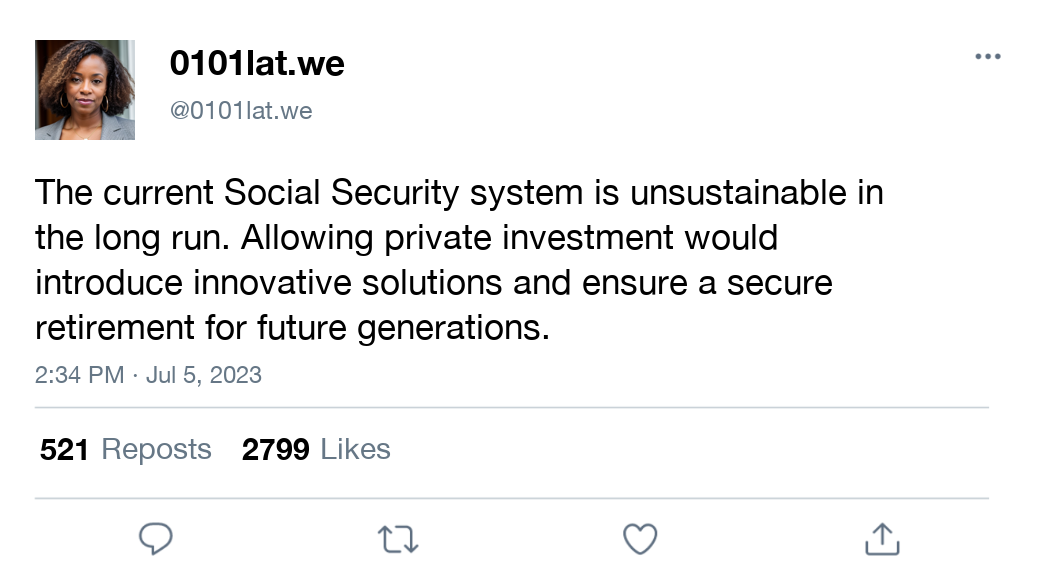 0101lat.we
@0101lat.we
The current Social Security system is unsustainable in
the long run. Allowing private investment would
introduce innovative solutions and ensure a secure
retirement for future generations.
2:34 PM · Jul 5, 2023
521 Reposts 2799 Likes